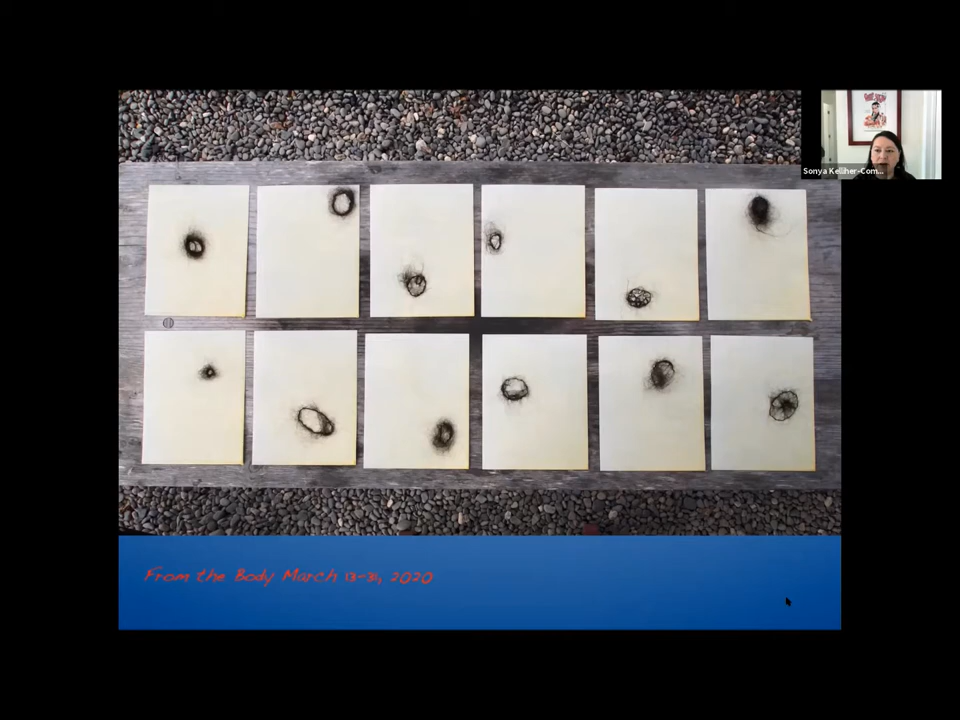 Sonya Kelliher-Com...
From the Body March 13-31, 2020